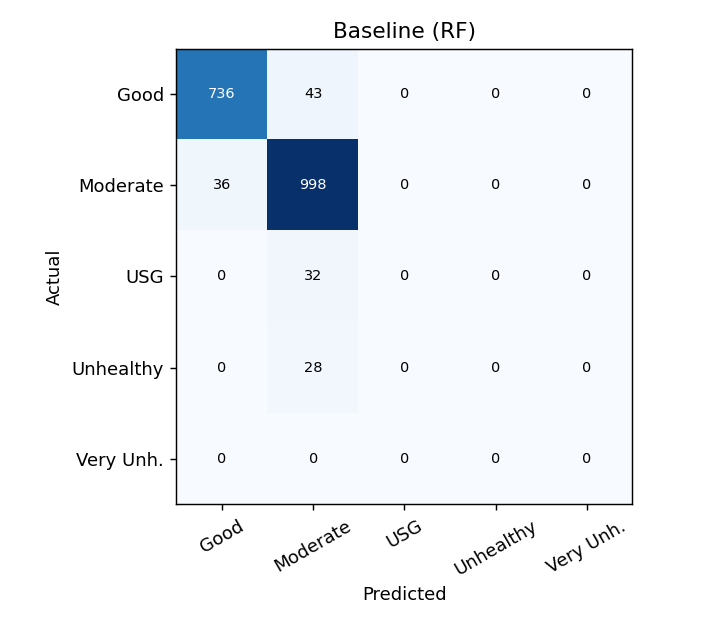 Baseline (RF)
Good 736 43 0 0 0
Moderate 36 998 0 0 0
USG 0 32 0 0 0
Unhealthy 0 28 0 0 0
Very Unh. 0 0 0 0 0
Actual
Good Moderate USG Unhealthy Very Unh.
Predicted